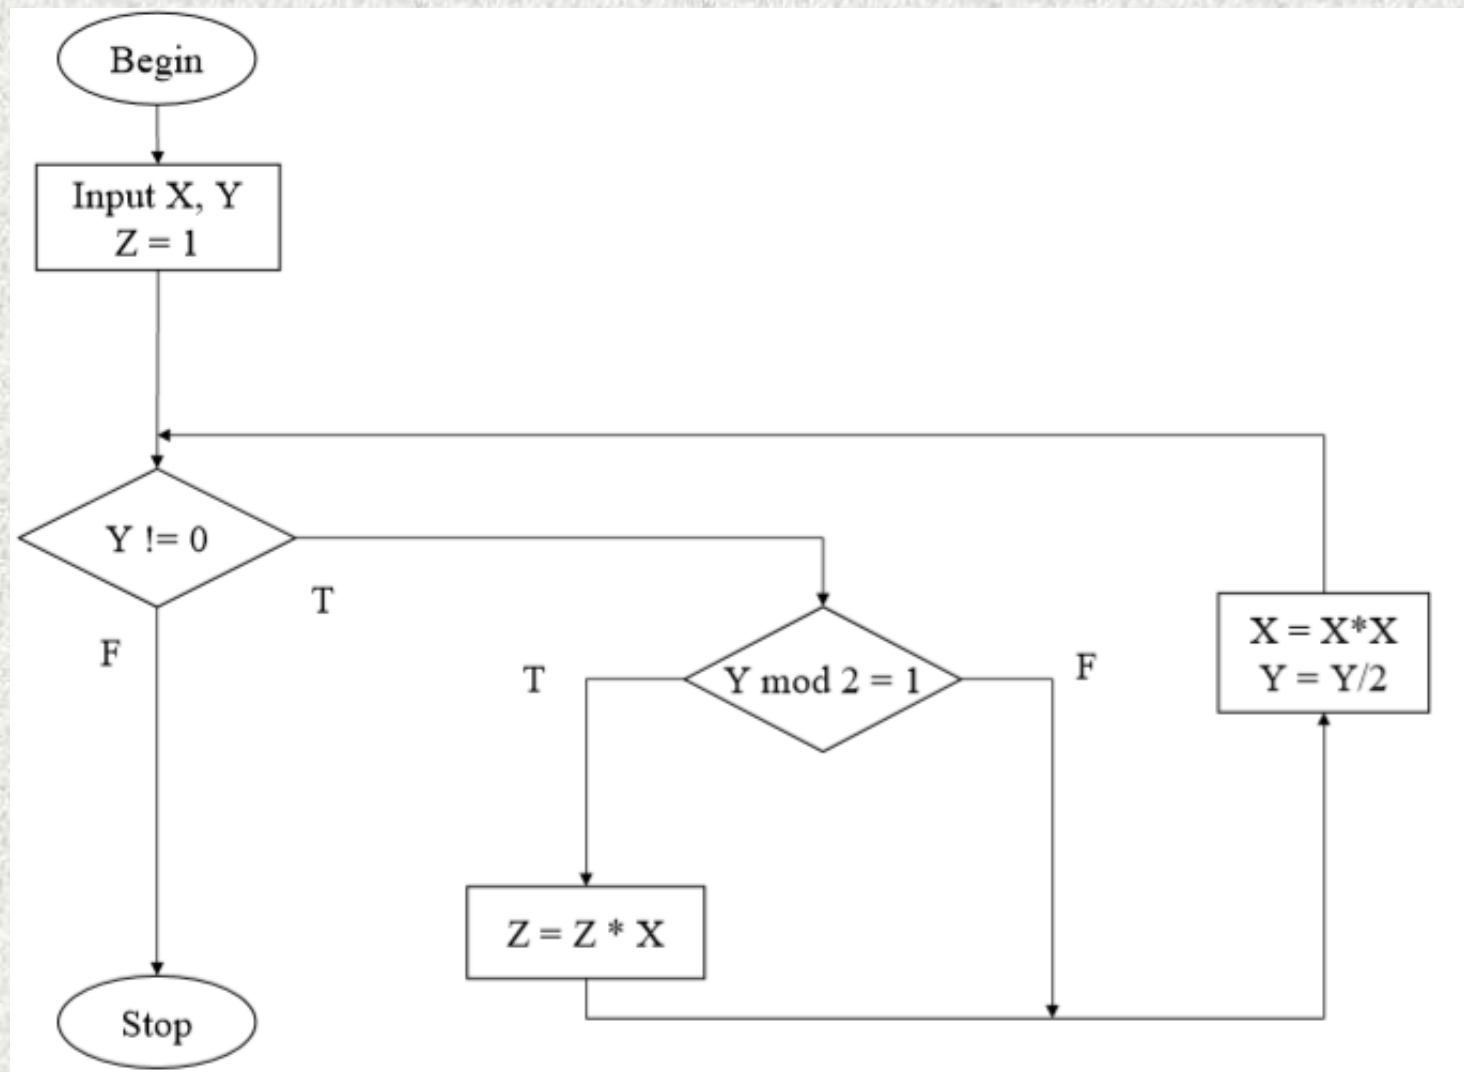 Begin
Input X, Y
Z = 1
Y != 0
T
F
Y mod 2 = 1
T
F
X = X*X
Y = Y/2
Z = Z * X
Stop